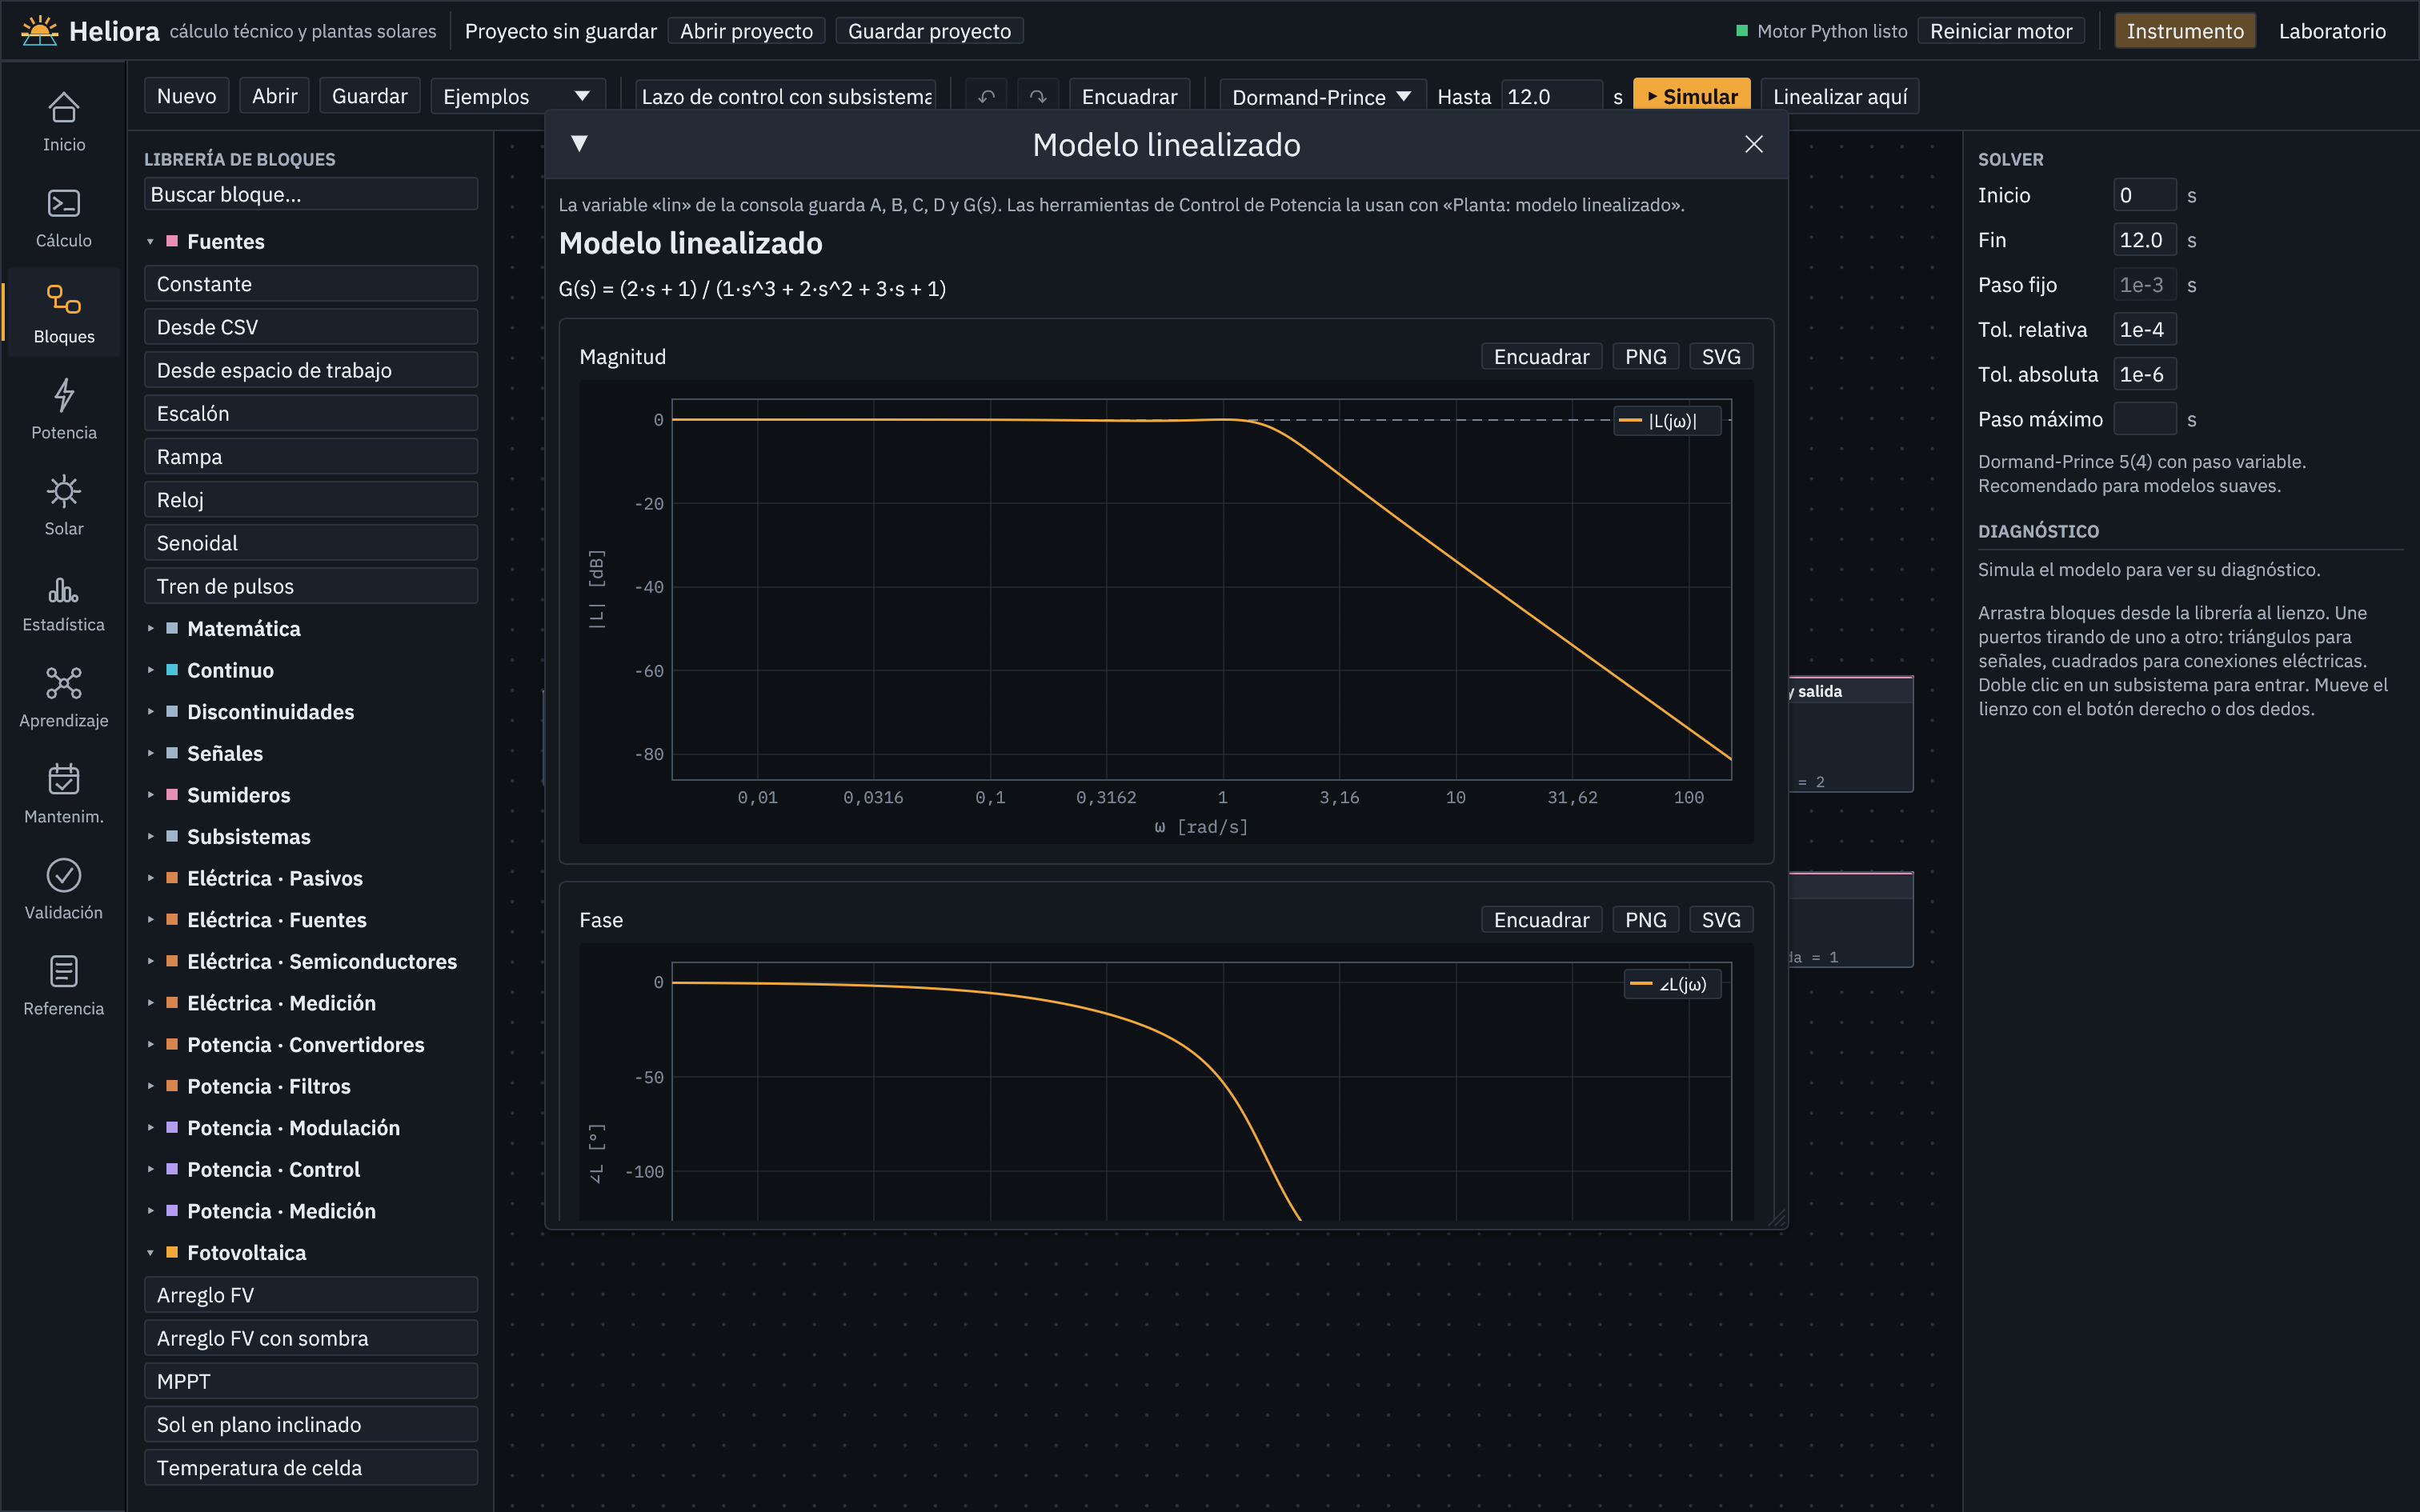 Heliora cálculo técnico y plantas solares Proyecto sin guardar Abrir proyecto Guardar proyecto Motor Python listo Reiniciar motor Instrumento Laboratorio
Nuevo Abrir Guardar Ejemplos Lazo de control con subsistema Encuadrar Dormand-Prince Hasta 12.0 s Simular Linealizar aquí
Inicio
Cálculo
Bloques
Potencia
Solar
Estadística
Aprendizaje
Mantenim.
Validación
Referencia
LIBRERÍA DE BLOQUES
Buscar bloque...
Fuentes
Constante
Desde CSV
Desde espacio de trabajo
Escalón
Rampa
Reloj
Senoidal
Tren de pulsos
Matemática
Continuo
Discontinuidades
Señales
Sumideros
Subsistemas
Eléctrica · Pasivos
Eléctrica · Fuentes
Eléctrica · Semiconductores
Eléctrica · Medición
Potencia · Convertidores
Potencia · Filtros
Potencia · Modulación
Potencia · Control
Potencia · Medición
Fotovoltaica
Arreglo FV
Arreglo FV con sombra
MPPT
Sol en plano inclinado
Temperatura de celda
Modelo linealizado
La variable «lin» de la consola guarda A, B, C, D y G(s). Las herramientas de Control de Potencia la usan con «Planta: modelo linealizado».
Modelo linealizado
G(s) = (2·s + 1) / (1·s^3 + 2·s^2 + 3·s + 1)
Magnitud Encuadrar PNG SVG
|L(jω)|
0
-20
-40
-60
-80
|L| [dB]
0,01 0,0316 0,1 0,3162 1 3,16 10 31,62 100
ω [rad/s]
Fase Encuadrar PNG SVG
∠L(jω)
0
-50
-100
∠L [°]
y salida
= 2
da = 1
SOLVER
Inicio 0 s
Fin 12.0 s
Paso fijo 1e-3 s
Tol. relativa 1e-4
Tol. absoluta 1e-6
Paso máximo s
Dormand-Prince 5(4) con paso variable.
Recomendado para modelos suaves.
DIAGNÓSTICO
Simula el modelo para ver su diagnóstico.
Arrastra bloques desde la librería al lienzo. Une
puertos tirando de uno a otro: triángulos para
señales, cuadrados para conexiones eléctricas.
Doble clic en un subsistema para entrar. Mueve el
lienzo con el botón derecho o dos dedos.